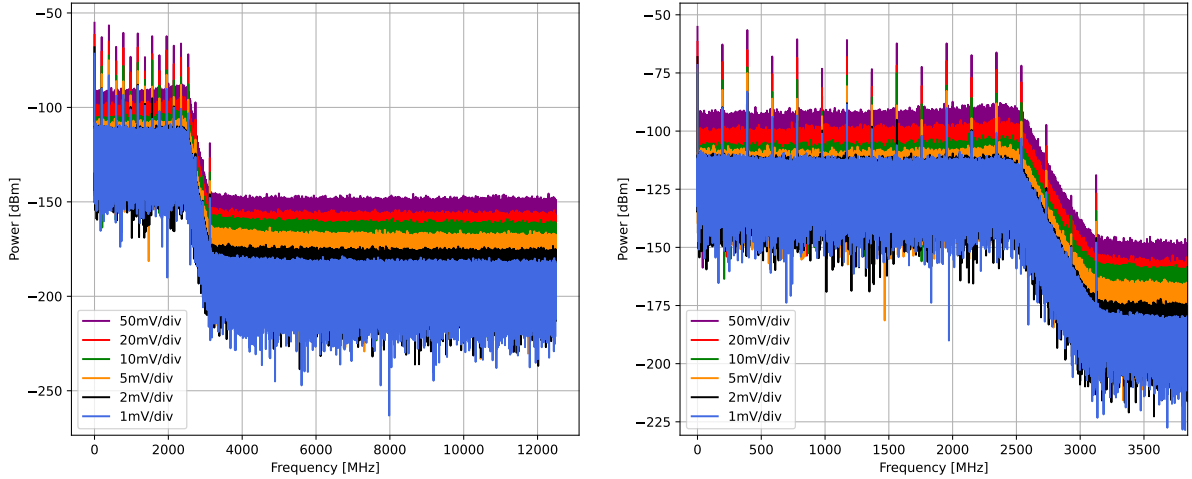 −50
−100
−150
−200
−250
Power [dBm]
0
2000
4000
6000
8000
10000
12000
Frequency [MHz]
50mV/div
20mV/div
10mV/div
5mV/div
2mV/div
1mV/div
−50
−75
−100
−125
−150
−175
−200
−225
Power [dBm]
0
500
1000
1500
2000
2500
3000
3500
Frequency [MHz]
50mV/div
20mV/div
10mV/div
5mV/div
2mV/div
1mV/div